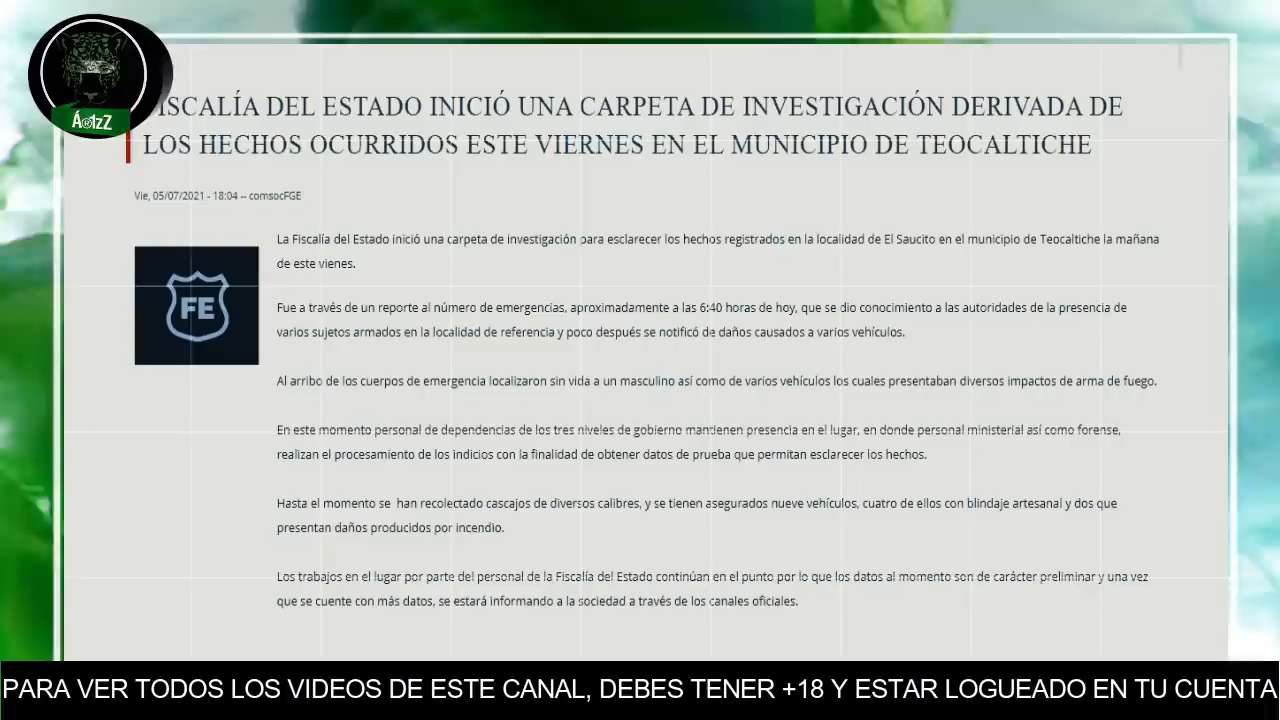 ÁoIzZ
FISCALÍA DEL ESTADO INICIÓ UNA CARPETA DE INVESTIGACIÓN DERIVADA DE
LOS HECHOS OCURRIDOS ESTE VIERNES EN EL MUNICIPIO DE TEOCALTICHE
Vie, 05/07/2021 - 18:04 -- comsocFGE
FE
La Fiscalía del Estado inició una carpeta de investigación para esclarecer los hechos registrados en la localidad de El Saucito en el municipio de Teocaltiche la mañana
de este vienes.
Fue a través de un reporte al número de emergencias, aproximadamente a las 6:40 horas de hoy, que se dio conocimiento a las autoridades de la presencia de
varios sujetos armados en la localidad de referencia y poco después se notificó de daños causados a varios vehículos.
Al arribo de los cuerpos de emergencia localizaron sin vida a un masculino así como de varios vehículos los cuales presentaban diversos impactos de arma de fuego.
En este momento personal de dependencias de los tres niveles de gobierno mantienen presencia en el lugar, en donde personal ministerial así como forense,
realizan el procesamiento de los indicios con la finalidad de obtener datos de prueba que permitan esclarecer los hechos.
Hasta el momento se han recolectado cascajos de diversos calibres, y se tienen asegurados nueve vehículos, cuatro de ellos con blindaje artesanal y dos que
presentan daños producidos por incendio.
Los trabajos en el lugar por parte del personal de la Fiscalía del Estado continúan en el punto por lo que los datos al momento son de carácter preliminar y una vez
que se cuente con más datos, se estará informando a la sociedad a través de los canales oficiales.
PARA VER TODOS LOS VIDEOS DE ESTE CANAL, DEBES TENER +18 Y ESTAR LOGUEADO EN TU CUENTA